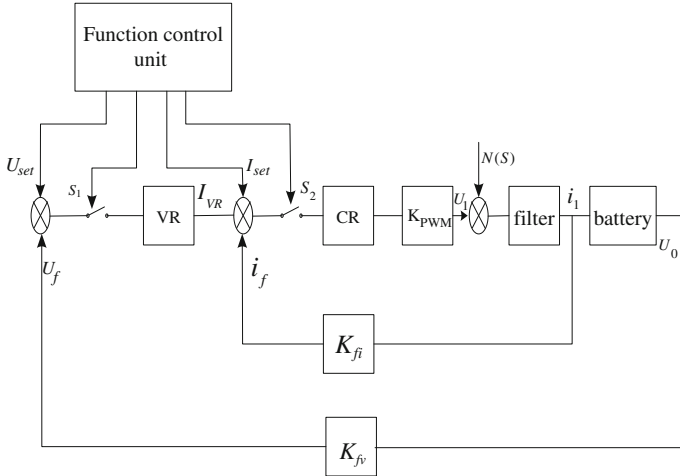 Function control
unit
U_set
S_1
I_VR
I_set
S_2
N(S)
VR
CR
K_PWM
U_1
filter
i_1
battery
U_0
U_f
i_f
K_fi
K_fv